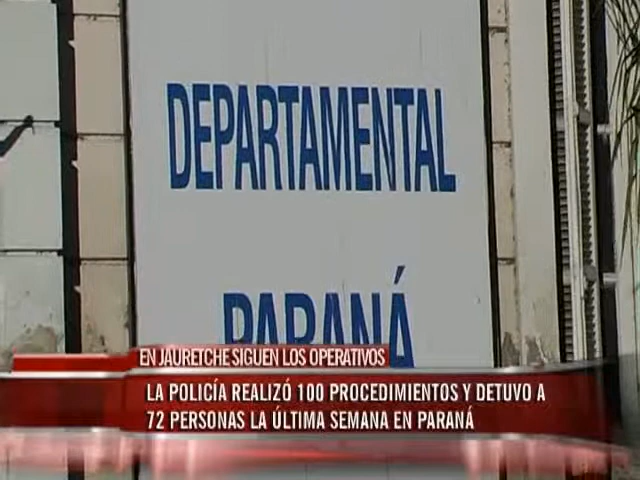 DEPARTAMENTAL
PARANÁ
EN JAURETCHE SIGUEN LOS OPERATIVOS
LA POLICÍA REALIZÓ 100 PROCEDIMIENTOS Y DETUVO A
72 PERSONAS LA ÚLTIMA SEMANA EN PARANÁ